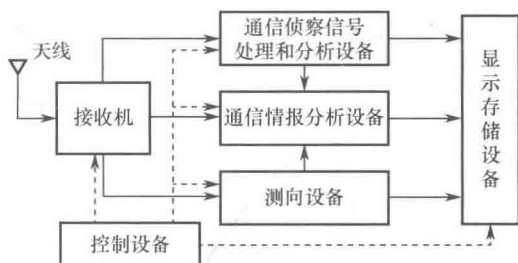 天线
接收机
通信侦察信号
处理和分析设备
通信情报分析设备
测向设备
控制设备
显示存储设备